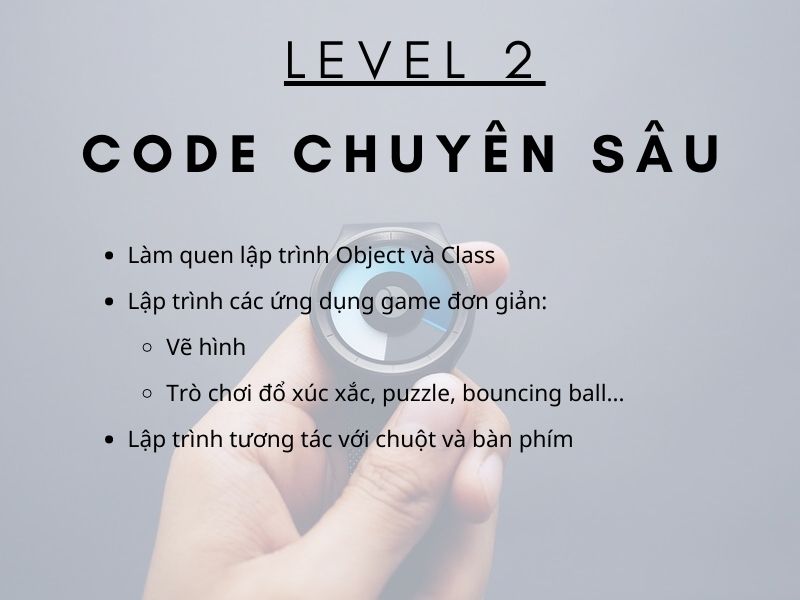 LEVEL 2
CODE CHUYÊN SÂU
• Làm quen lập trình Object và Class
• Lập trình các ứng dụng game đơn giản:
○ Vẽ hình
○ Trò chơi đổ xúc xắc, puzzle, bouncing ball...
• Lập trình tương tác với chuột và bàn phím